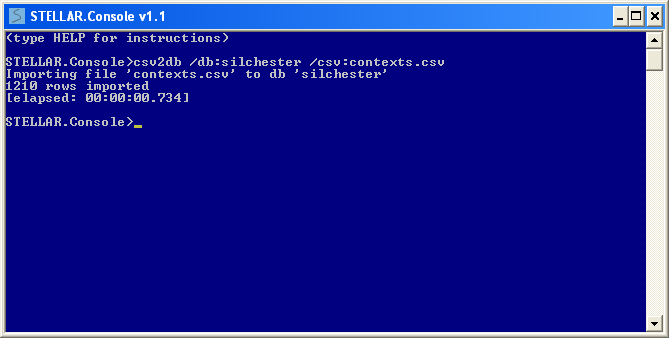 STELLAR.Console v1.1
(type HELP for instructions)
STELLAR.Console>csv2db /db:silchester /csv:contexts.csv
Importing file 'contexts.csv' to db 'silchester'
1210 rows imported
[elapsed: 00:00:00.734]
STELLAR.Console>_